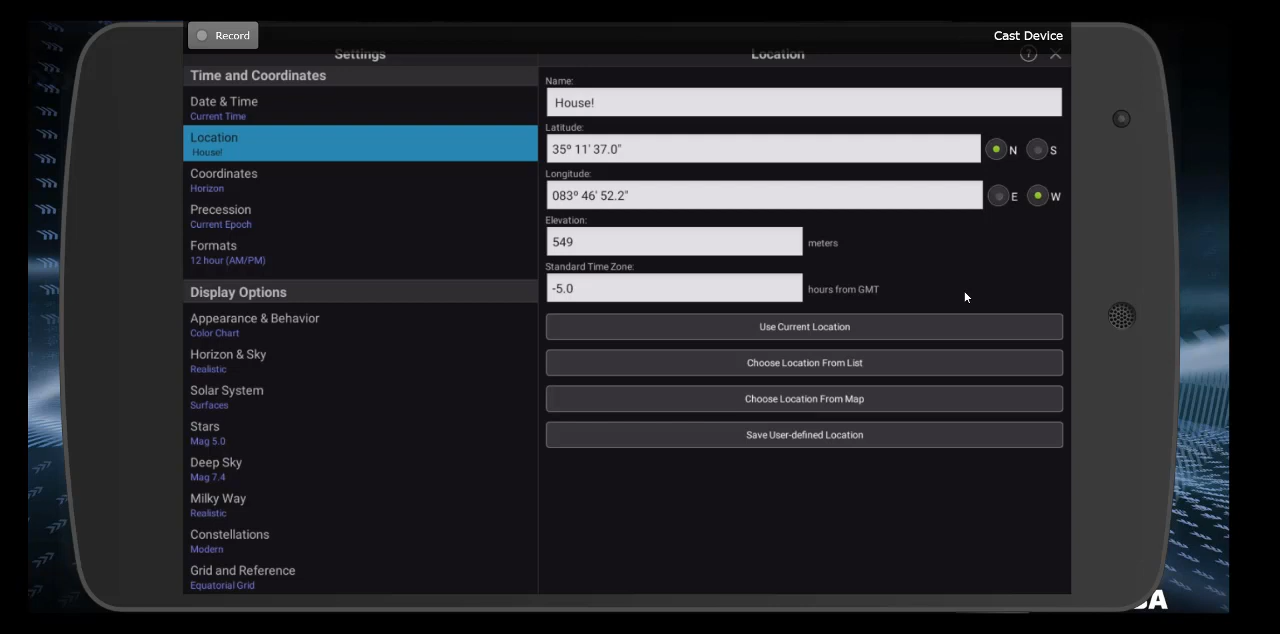 Record
Cast Device
Settings
Time and Coordinates
Date & Time
Current Time
Location
House!
Coordinates
Horizon
Precession
Current Epoch
Formats
12 hour (AM/PM)
Display Options
Appearance & Behavior
Color Chart
Horizon & Sky
Realistic
Solar System
Surfaces
Stars
Mag 5.0
Deep Sky
Mag 7.4
Milky Way
Realistic
Constellations
Modern
Grid and Reference
Equatorial Grid
Location
?
Name:
House!
Latitude:
35º 11' 37.0"
N S
Longitude:
083º 46' 52.2"
E W
Elevation:
549 meters
Standard Time Zone:
-5.0 hours from GMT
Use Current Location
Choose Location From List
Choose Location From Map
Save User-defined Location